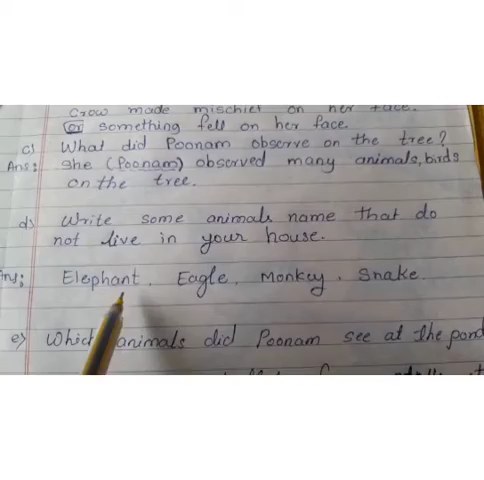 Crow made mischief on her face.
or something fell on her face.
c) What did Poonam observe on the tree?
Ans: She (Poonam) observed many animals, birds
on the tree.
d) Write some animals name that do
not live in your house.
Ans: Elephant, Eagle, Monkey, Snake.
e) Which animals did Poonam see at the pond